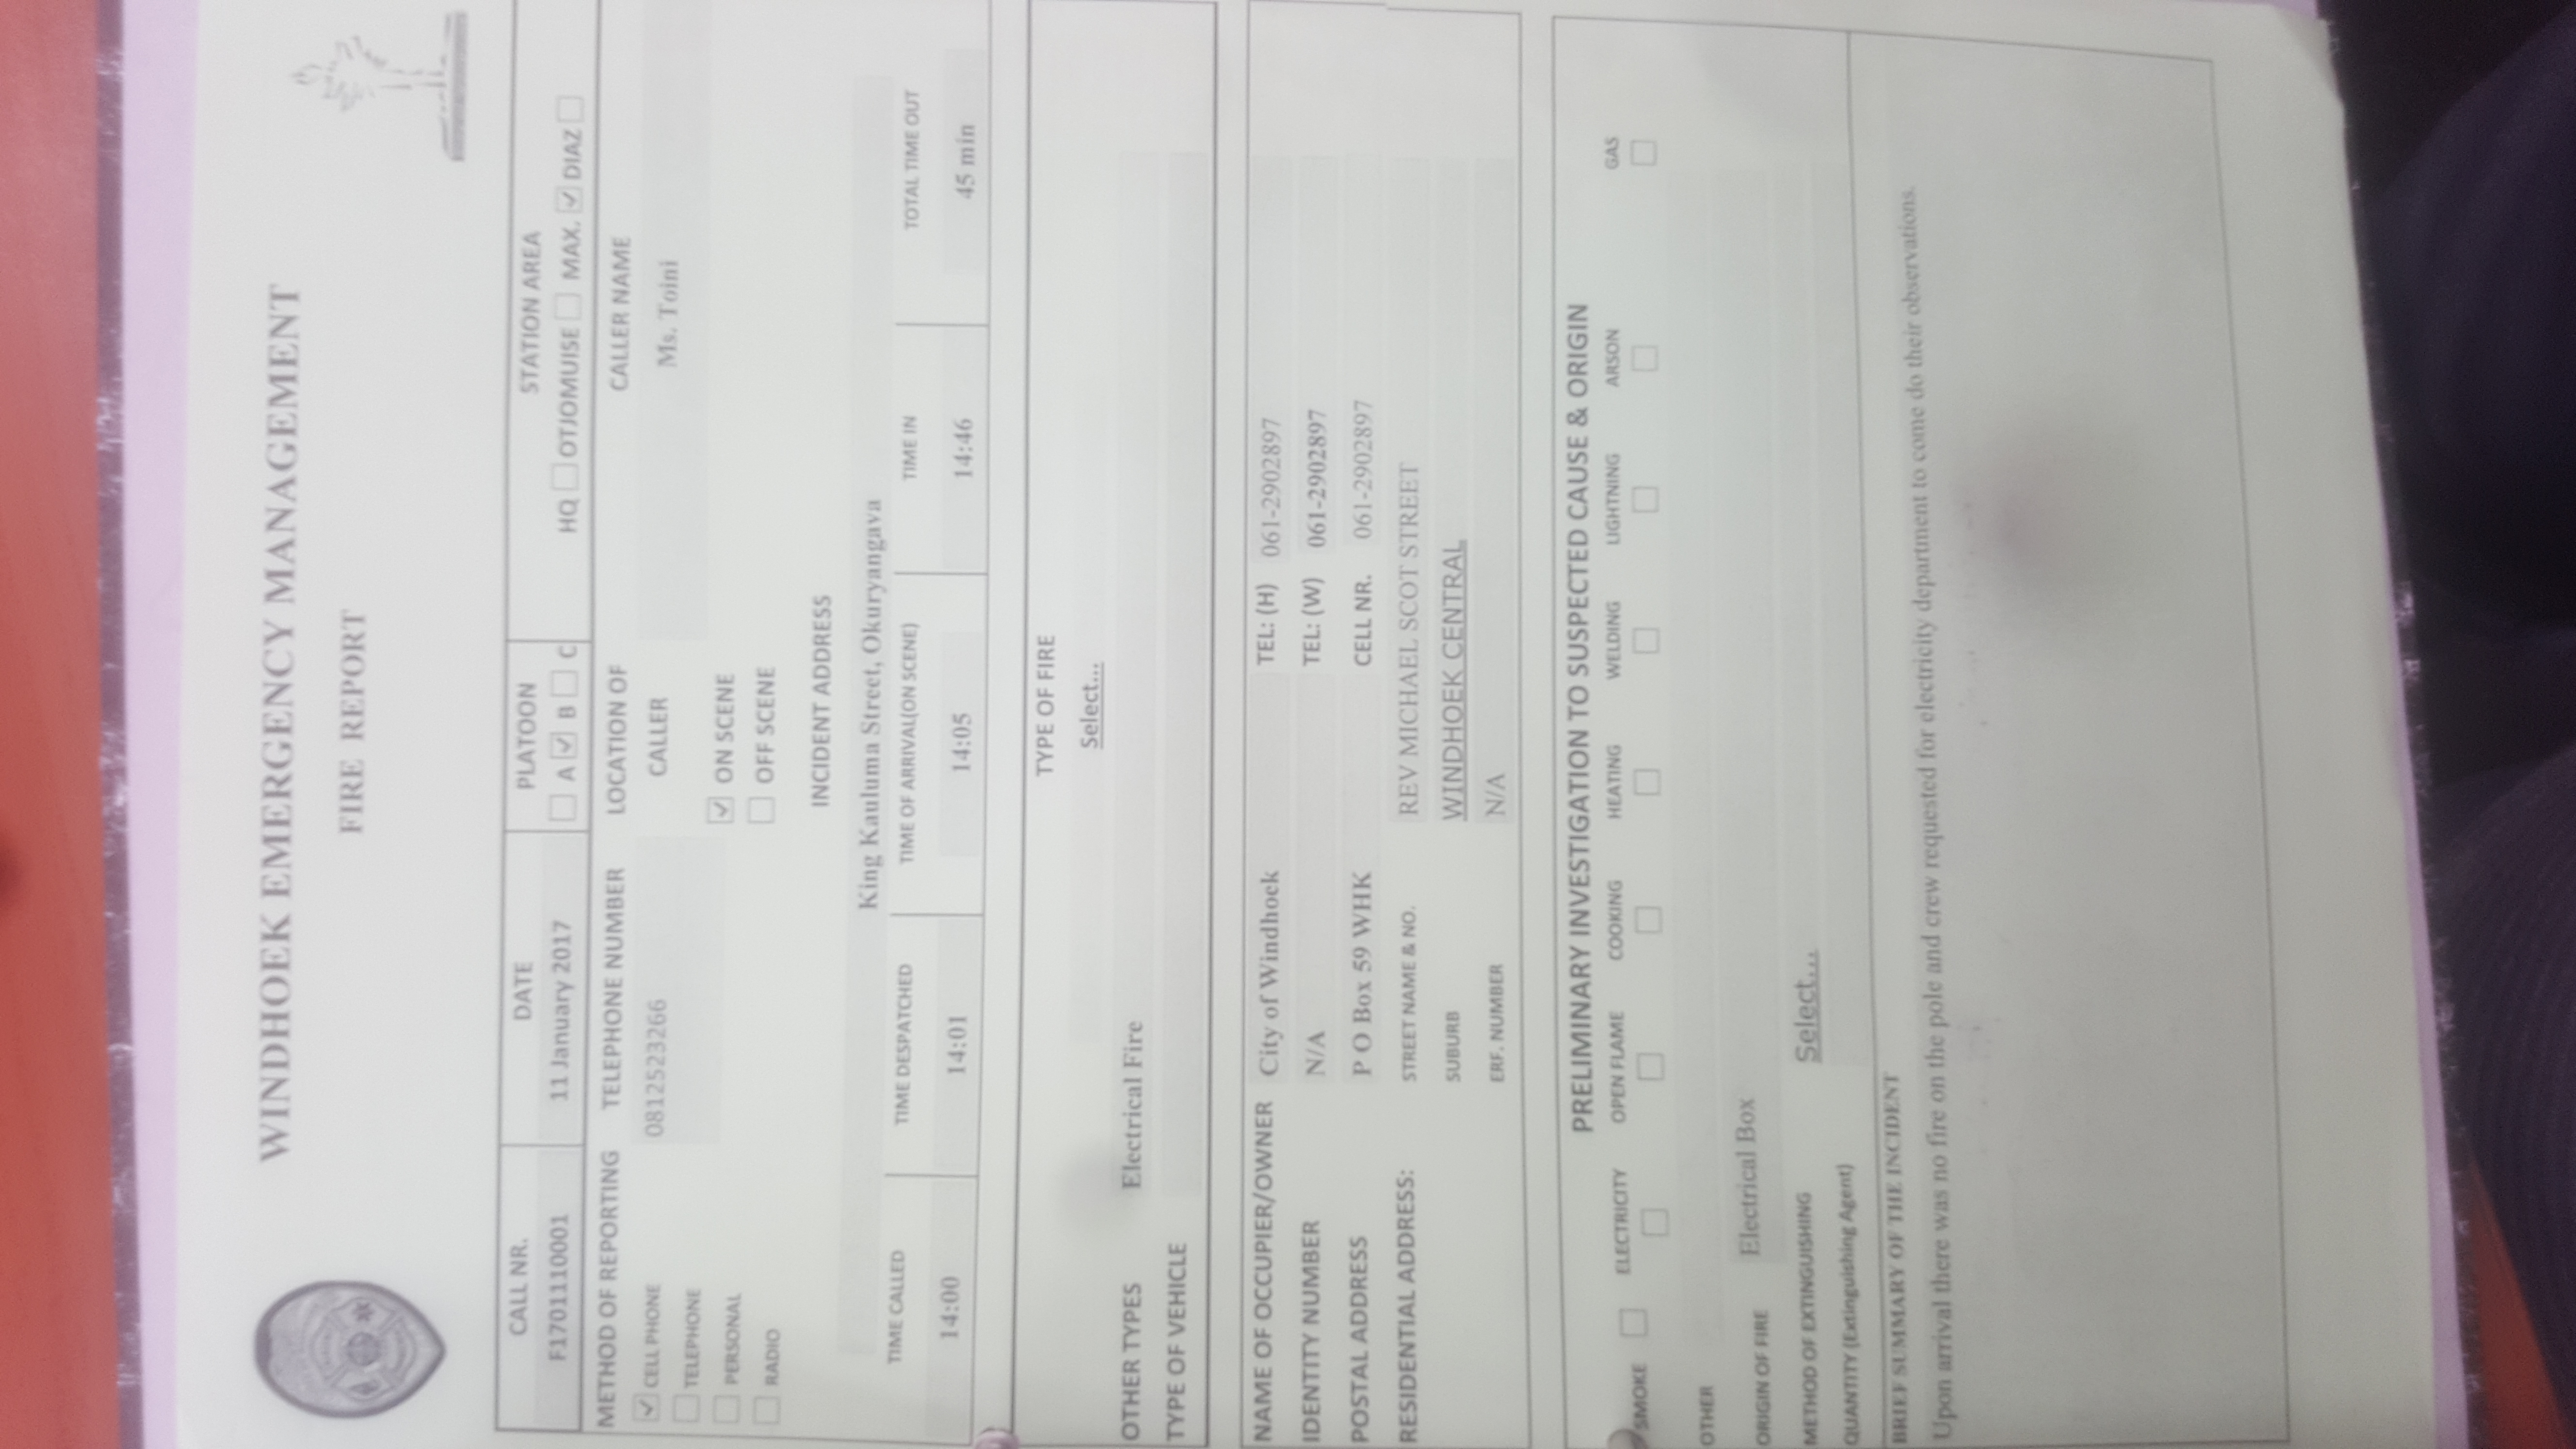 WINDHOEK EMERGENCY MANAGEMENT
FIRE REPORT
CALL NR. DATE PLATOON STATION AREA
F1701110001 11 January 2017 A B C HQ OTJOMUISE MAX. DIAZ
METHOD OF REPORTING TELEPHONE NUMBER LOCATION OF CALLER NAME
CELL PHONE 0812523266 CALLER Ms. Toini
TELEPHONE
PERSONAL ON SCENE
RADIO OFF SCENE
INCIDENT ADDRESS
King Kauluma Street, Okuryangava
TIME CALLED TIME DESPATCHED TIME OF ARRIVAL(ON SCENE) TIME IN TOTAL TIME OUT
14:00 14:01 14:05 14:46 45 min
TYPE OF FIRE
Select...
OTHER TYPES Electrical Fire
TYPE OF VEHICLE
NAME OF OCCUPIER/OWNER City of Windhoek TEL: (H) 061-2902897
IDENTITY NUMBER N/A TEL: (W) 061-2902897
POSTAL ADDRESS P O Box 59 WHK CELL NR. 061-2902897
RESIDENTIAL ADDRESS: STREET NAME & NO. REV MICHAEL SCOT STREET
SUBURB WINDHOEK CENTRAL
ERF. NUMBER N/A
PRELIMINARY INVESTIGATION TO SUSPECTED CAUSE & ORIGIN
SMOKE ELECTRICITY OPEN FLAME COOKING HEATING WELDING LIGHTNING ARSON GAS
OTHER
ORIGIN OF FIRE Electrical Box
METHOD OF EXTINGUISHING Select...
QUANTITY (Extinguishing Agent)
BRIEF SUMMARY OF THE INCIDENT
Upon arrival there was no fire on the pole and crew requested for electricity department to come do their observations.